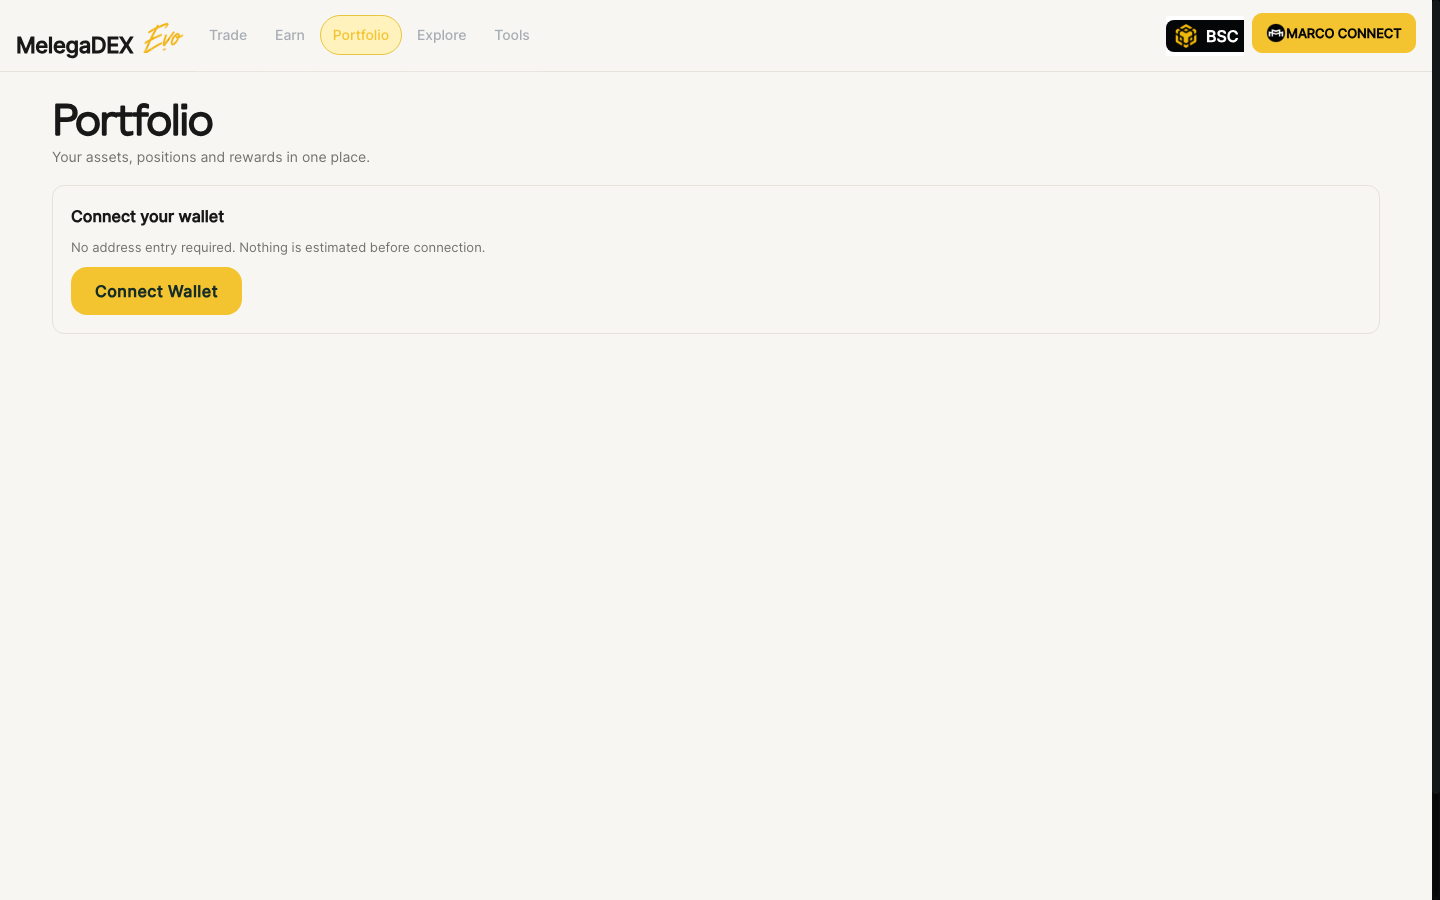 MelegaDEX Evo
Trade
Earn
Portfolio
Explore
Tools
BSC
MARCO CONNECT
Portfolio
Your assets, positions and rewards in one place.
Connect your wallet
No address entry required. Nothing is estimated before connection.
Connect Wallet